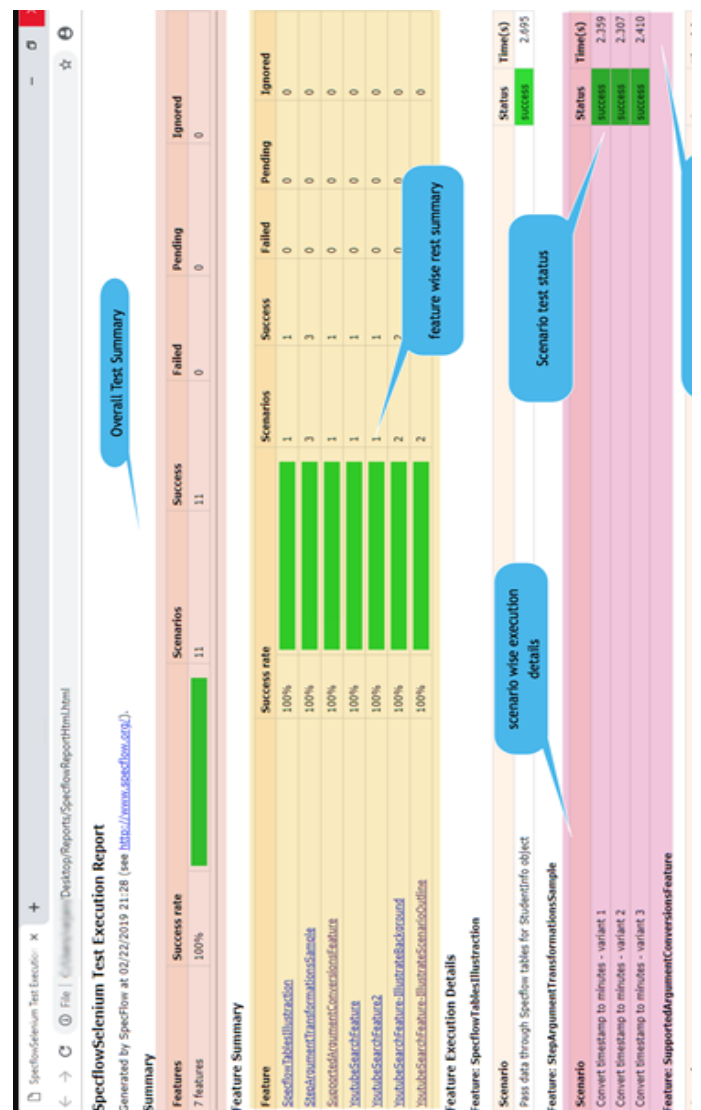 SpecflowSelenium Test Execution × +
File | Desktop/Reports/SpecflowReportHtml.html
SpecflowSelenium Test Execution Report
Generated by SpecFlow at 02/22/2019 21:28 (see http://www.specflow.org/).
Overall Test Summary
Summary
Features Success rate Scenarios Success Failed Pending Ignored
7 features 100% 11 11 0 0 0
Feature Summary
Feature Success rate Scenarios Success Failed Pending Ignored
SpecflowTablesIllustration 100% 1 1 0 0 0
StepArgumentTransformationsSample 100% 3 3 0 0 0
SupportedArgumentConversionsFeature 100% 1 1 0 0 0
YoutubeSearchFeature 100% 1 1 0 0 0
YoutubeSearchFeature2 100% 1 1 0 0 0
YoutubeSearchFeature-IllustrateBackground 100% 2 2 0 0 0
YoutubeSearchFeature-IllustrateScenarioOutline 100% 2
feature wise rest summary
Feature Execution Details
Feature: SpecflowTablesIllustration
Scenario Status Time(s)
Pass data through Specflow tables for StudentInfo object success 2.695
scenario wise execution
details
Scenario test status
Feature: StepArgumentTransformationsSample
Scenario Status Time(s)
Convert timestamp to minutes - variant 1 success 2.359
Convert timestamp to minutes - variant 2 success 2.307
Convert timestamp to minutes - variant 3 success 2.410
Feature: SupportedArgumentConversionsFeature